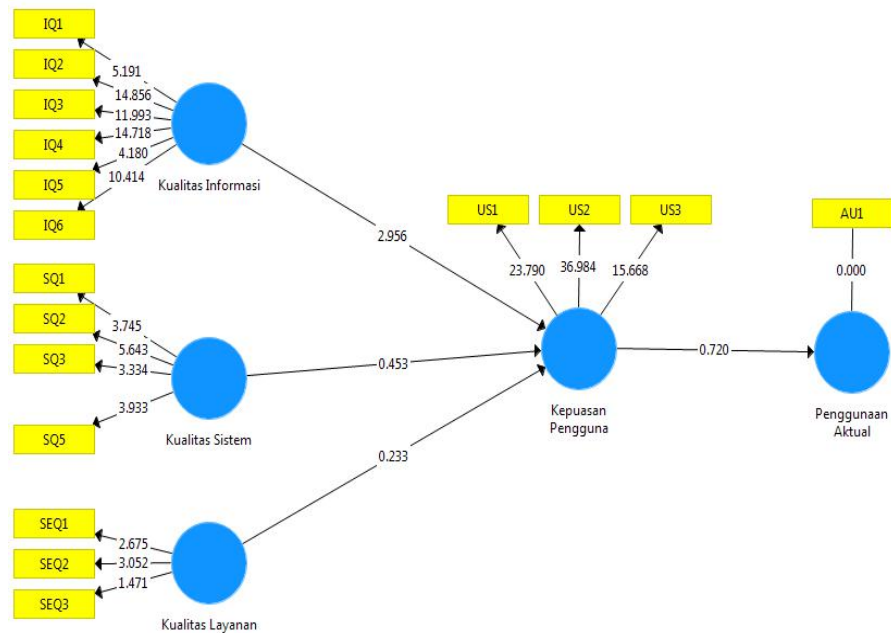 IQ1
IQ2
IQ3
IQ4
IQ5
IQ6
5.191
14.856
11.993
14.718
4.180
10.414
Kualitas Informasi
2.956
SQ1
SQ2
SQ3
SQ5
3.745
5.643
3.334
3.933
Kualitas Sistem
0.453
SEQ1
SEQ2
SEQ3
2.675
3.052
1.471
Kualitas Layanan
0.233
US1
US2
US3
23.790
36.984
15.668
Kepuasan
Pengguna
0.720
AU1
0.000
Penggunaan
Aktual